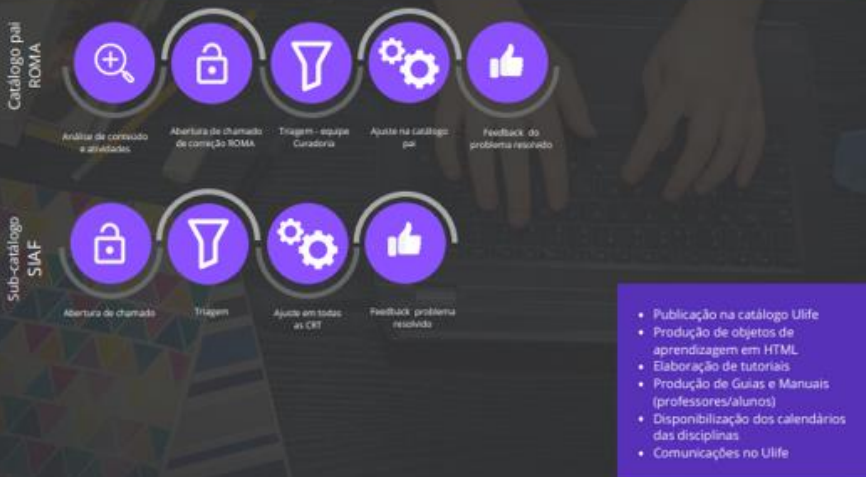 Catálogo pai
ROMA
Análise de conteúdo
e atividades
Abertura de chamado
de correção ROMA
Triagem - equipe
Curadoria
Ajuste na catálogo
pai
Feedback do
problema resolvido
Sub-catálogo
SIAF
Abertura de chamado
Triagem
Ajuste em todas
as CRT
Feedback problema
resolvido
• Publicação na catálogo Ulife
• Produção de objetos de
aprendizagem em HTML
• Elaboração de tutoriais
• Produção de Guias e Manuais
(professores/alunos)
• Disponibilização dos calendários
das disciplinas
• Comunicações no Ulife